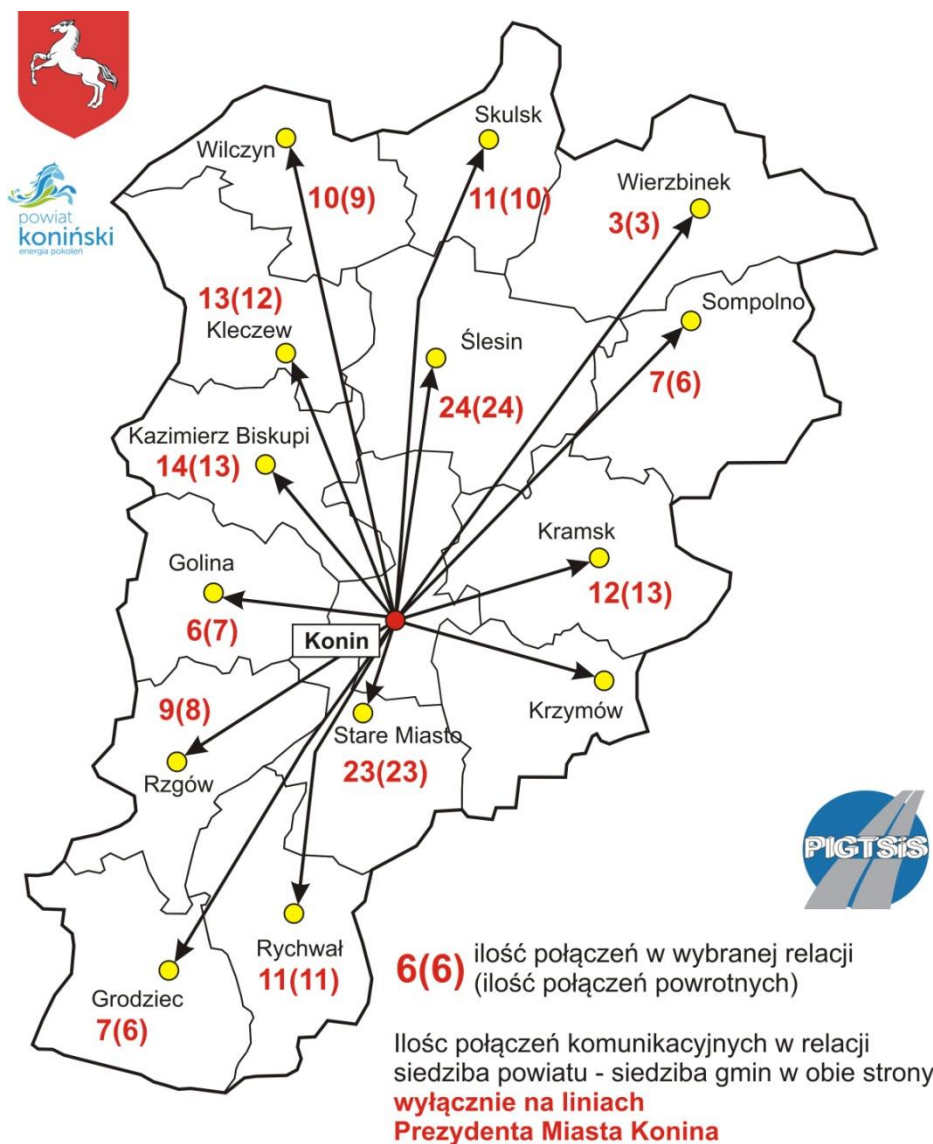 Skulsk
Wilczyn
11(10)
10(9)
Wierzbinek
3(3)
powiat
koniński
energia pokoleń
13(12)
Kleczew
Sompolno
7(6)
Ślesin
24(24)
Kazimierz Biskupi
14(13)
Kramsk
12(13)
Golina
6(7)
Konin
Krzymów
9(8)
Rzgów
Stare Miasto
23(23)
PIGTSiS
Rychwał
11(11)
Grodziec
7(6)
6(6) ilość połączeń w wybranej relacji
(ilość połączeń powrotnych)
Ilośc połączeń komunikacyjnych w relacji
siedziba powiatu - siedziba gmin w obie strony
wyłącznie na liniach
Prezydenta Miasta Konina